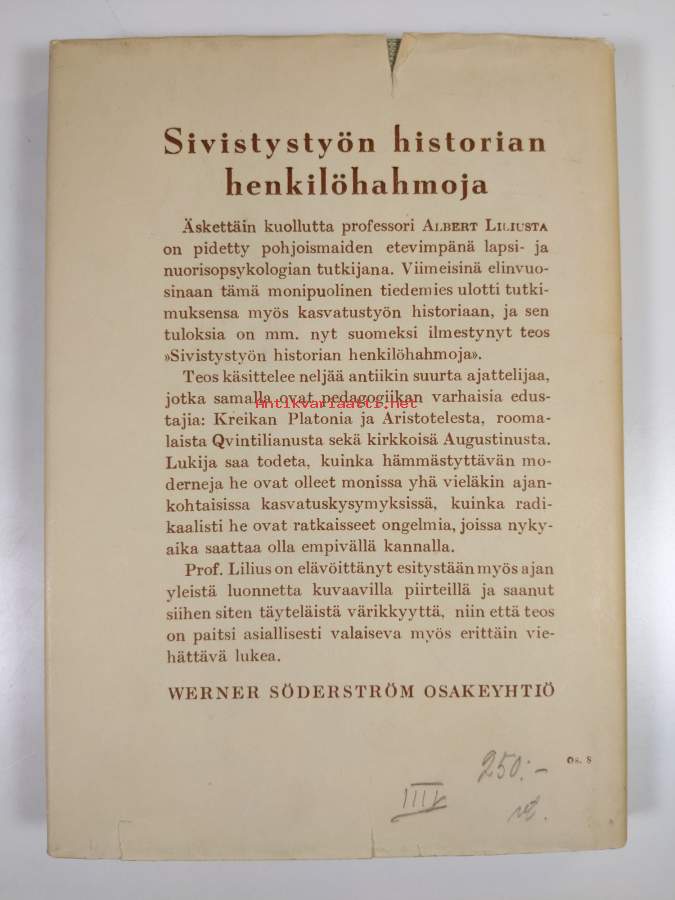 Sivistystyön historian
henkilöhahmoja
Äskettäin kuollutta professori ALBERT LILIUSTA
on pidetty pohjoismaiden etevimpänä lapsi- ja
nuorisopsykologian tutkijana. Viimeisinä elinvuo-
sinaan tämä monipuolinen tiedemies ulotti tutki-
muksensa myös kasvatustyön historiaan, ja sen
tuloksia on mm. nyt suomeksi ilmestynyt teos
»Sivistystyön historian henkilöhahmoja».
Teos käsittelee neljää antiikin suurta ajattelijaa,
jotka samalla ovat pedagogiikan varhaisia edus-
antikvariaatti.net
tajia: Kreikan Platonia ja Aristotelesta, rooma-
laista Qvintilianusta sekä kirkkoisä Augustinusta.
Lukija saa todeta, kuinka hämmästyttävän mo-
derneja he ovat olleet monissa yhä vieläkin ajan-
kohtaisissa kasvatuskysymyksissä, kuinka radi-
kaalisti he ovat ratkaisseet ongelmia, joissa nyky-
aika saattaa olla empivällä kannalla.
Prof. Lilius on elävöittänyt esitystään myös ajan
yleistä luonnetta kuvaavilla piirteillä ja saanut
siihen siten täyteläistä värikkyyttä, niin että teos
on paitsi asiallisesti valaiseva myös erittäin vie-
hättävä lukea.
WERNER SÖDERSTRÖM OSAKEYHTIÖ
Os. 8
250:-